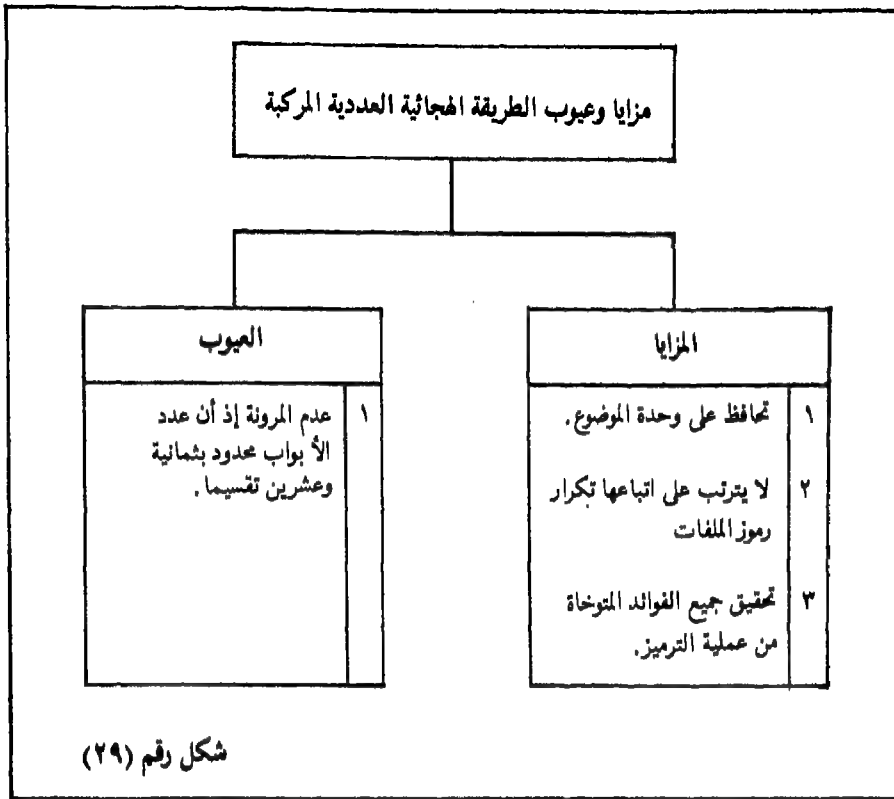 مزايا وعيوب الطريقة الهجائية العددية المركبة
المزايا
١ تحافظ على وحدة الموضوع.
٢ لا يترتب على اتباعها تكرار
رموز الملفات
٣ تحقيق جميع الفوائد المتوخاة
من عملية الترميز.
العيوب
١ عدم المرونة إذ أن عدد
الأ بواب محدود بثمانية
وعشرين تقسيما.
شكل رقم (٢٩)